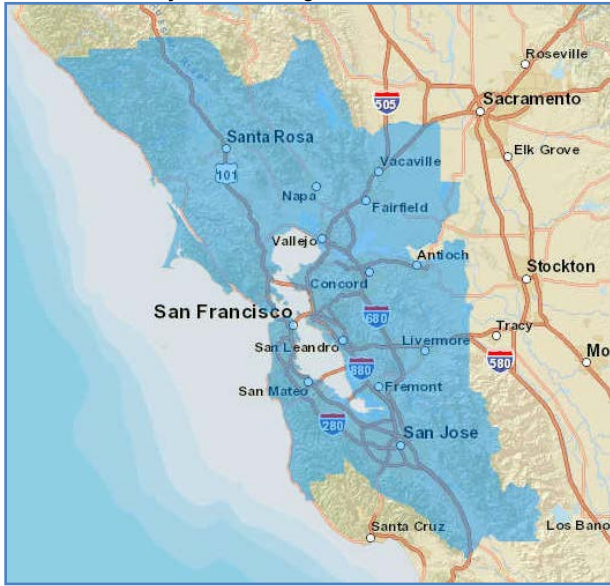 Roseville
505
Sacramento
Santa Rosa
Elk Grove
Vacaville
101
Napa
Fairfield
Vallejo
Antioch
Concord
Stockton
San Francisco
680
Tracy
San Leandro
Livermore
Mo
880
580
San Mateo
Fremont
280
San Jose
Santa Cruz
Los Bano